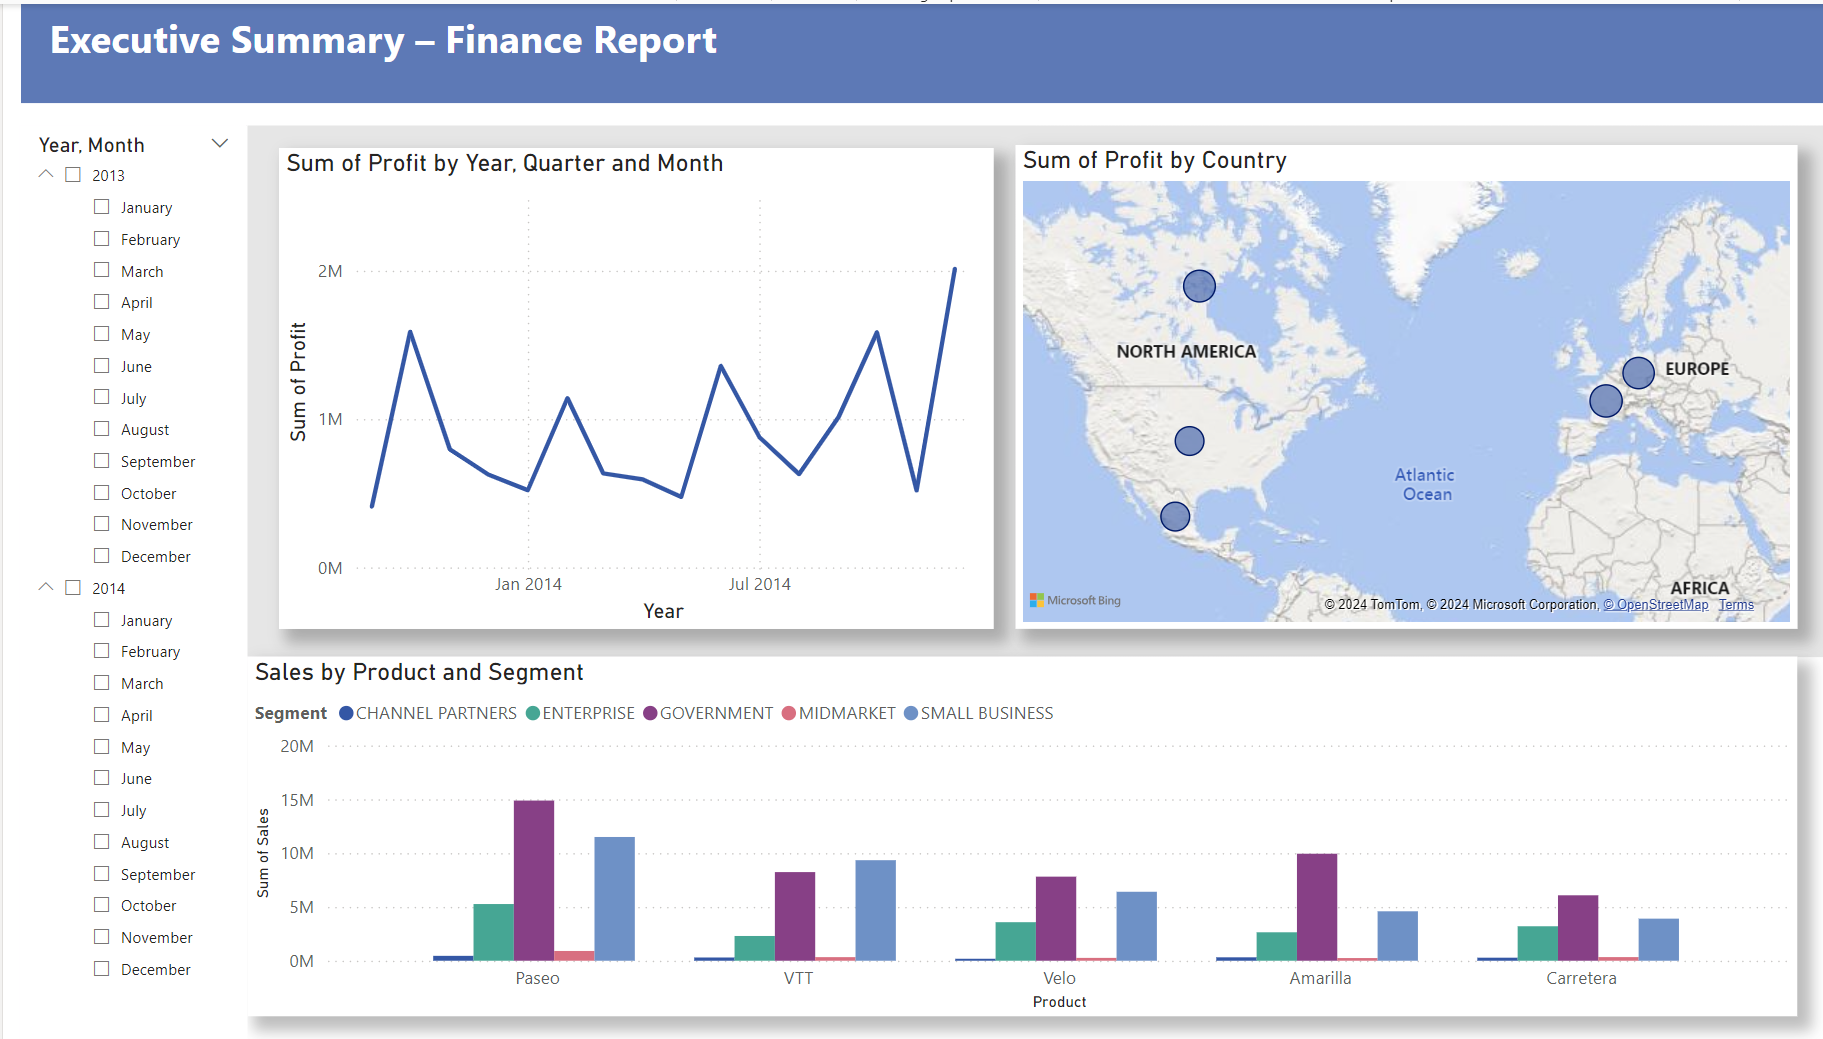 Executive Summary – Finance Report
Year, Month
2013
January
February
March
April
May
June
July
August
September
October
November
December
2014
January
February
March
April
May
June
July
August
September
October
November
December
Sum of Profit by Year, Quarter and Month
Sum of Profit
2M
1M
0M
Jan 2014 Jul 2014
Year
Sum of Profit by Country
NORTH AMERICA
EUROPE
Atlantic
Ocean
AFRICA
Microsoft Bing
© 2024 TomTom, © 2024 Microsoft Corporation, © OpenStreetMap Terms
Sales by Product and Segment
Segment CHANNEL PARTNERS ENTERPRISE GOVERNMENT MIDMARKET SMALL BUSINESS
Sum of Sales
20M
15M
10M
5M
0M
Paseo VTT Velo Amarilla Carretera
Product